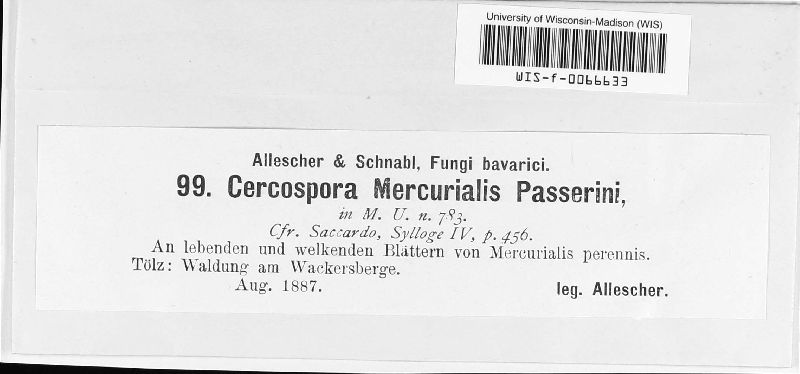 University of Wisconsin-Madison (WIS)
WIS-f-0066633
Allescher & Schnabl, Fungi bavarici.
99. Cercospora Mercurialis Passerini,
in M. U. n. 783.
Cfr. Saccardo, Sylloge IV, p. 456.
An lebenden und welkenden Blättern von Mercurialis perennis.
Tölz: Waldung am Wackersberge.
Aug. 1887. leg. Allescher.